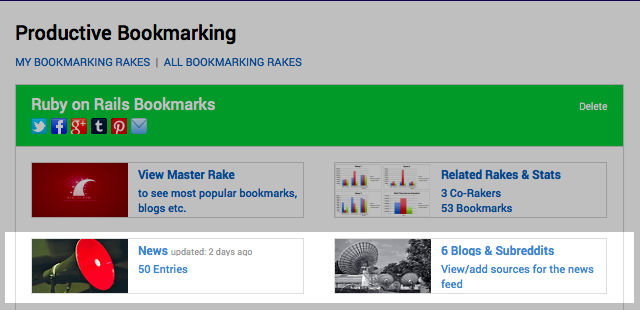 Productive Bookmarking
MY BOOKMARKING RAKES | ALL BOOKMARKING RAKES
Ruby on Rails Bookmarks
Delete
View Master Rake
to see most popular bookmarks,
blogs etc.
Related Rakes & Stats
3 Co-Rakers
53 Bookmarks
News updated: 2 days ago
50 Entries
6 Blogs & Subreddits
View/add sources for the news
feed